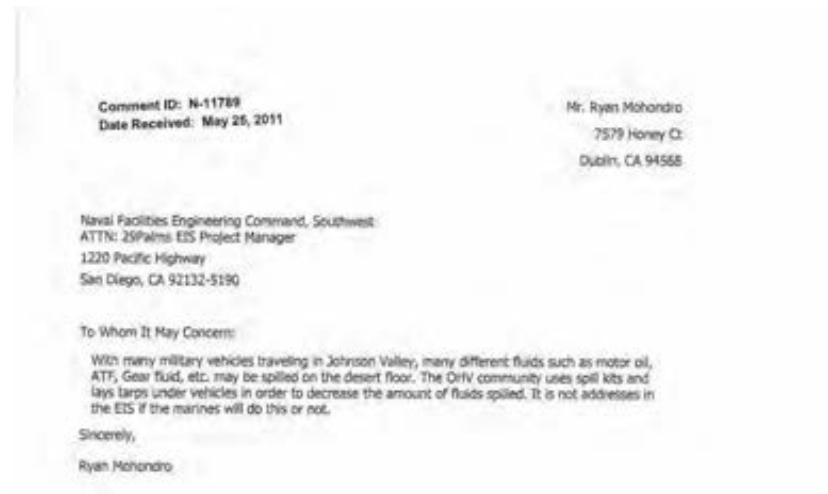 Comment ID: N-11789
Date Received: May 25, 2011
Mr. Ryan Mohondro
7579 Honey Ct
Dublin, CA 94568
Naval Facilities Engineering Command, Southwest
ATTN: 29Palms EIS Project Manager
1220 Pacific Highway
San Diego, CA 92132-5190
To Whom It May Concern:
With many military vehicles traveling in Johnson Valley, many different fluids such as motor oil,
ATF, Gear fluid, etc. may be spilled on the desert floor. The OHV community uses spill kits and
lays tarps under vehicles in order to decrease the amount of fluids spilled. It is not addresses in
the EIS if the marines will do this or not.
Sincerely,
Ryan Mohondro